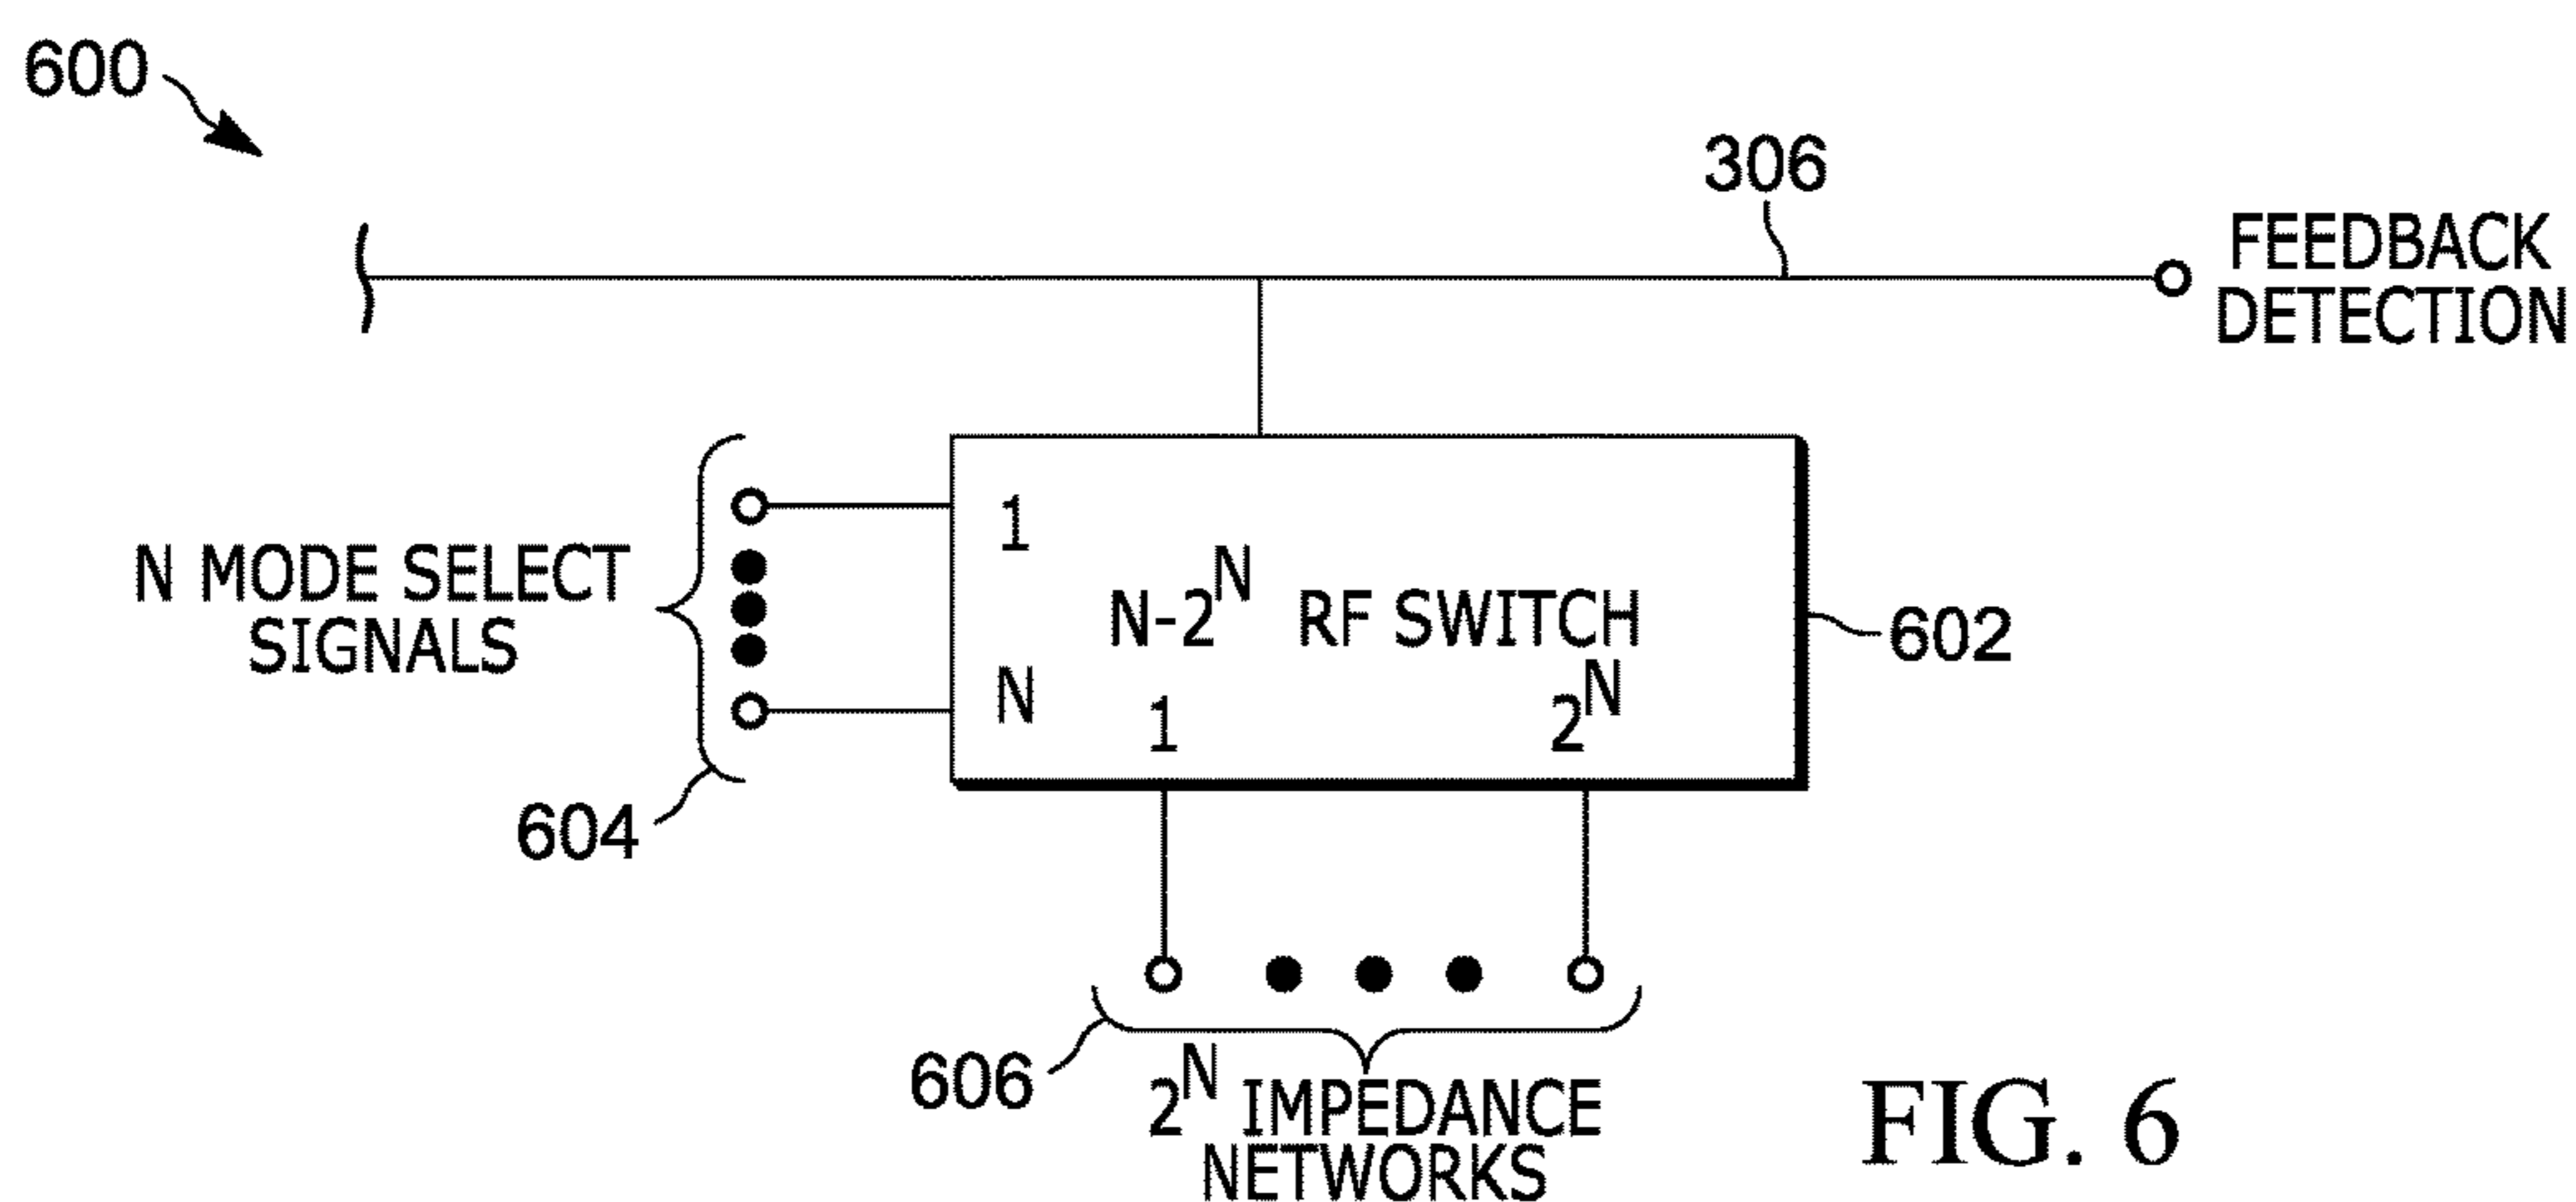 600
306
FEEDBACK
DETECTION
N MODE SELECT
SIGNALS
1
N
N-2^N RF SWITCH
1
2^N
602
604
606
2^N IMPEDANCE
NETWORKS
FIG. 6